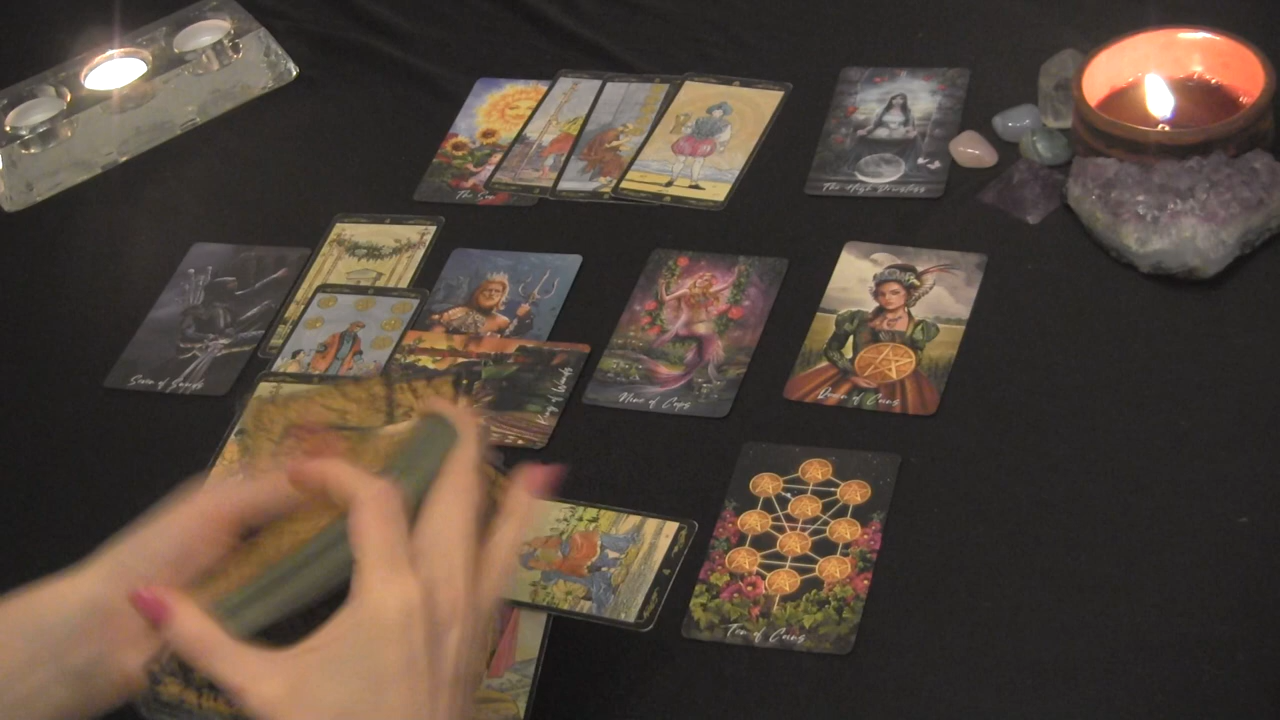 The Sun
The High Priestess
Seven of Swords
King of Wands
Nine of Cups
Queen of Coins
Ten of Coins